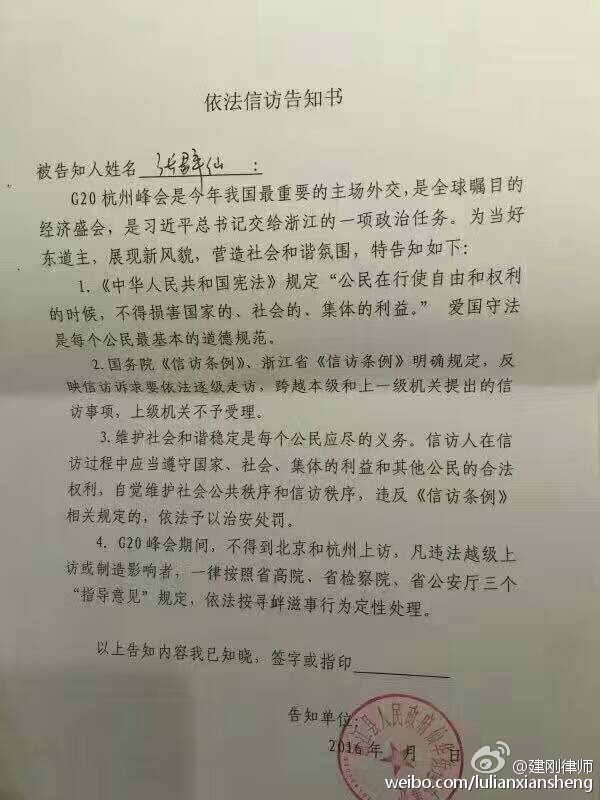 依法信访告知书
被告知人姓名 张翠仙 :
G20 杭州峰会是今年我国最重要的主场外交，是全球瞩目的
经济盛会，是习近平总书记交给浙江的一项政治任务。为当好
东道主，展现新风貌，营造社会和谐氛围，特告知如下：
1.《中华人民共和国宪法》规定“公民在行使自由和权利
的时候，不得损害国家的、社会的、集体的利益。” 爱国守法
是每个公民最基本的道德规范。
2.国务院《信访条例》、浙江省《信访条例》明确规定，反
映信访诉求要依法逐级走访，跨越本级和上一级机关提出的信
访事项，上级机关不予受理。
3.维护社会和谐稳定是每个公民应尽的义务。信访人在信
访过程中应当遵守国家、社会、集体的利益和其他公民的合法
权利，自觉维护社会公共秩序和信访秩序，违反《信访条例》
相关规定的，依法予以治安处罚。
4. G20 峰会期间，不得到北京和杭州上访，凡违法越级上
访或制造影响者，一律按照省高院、省检察院、省公安厅三个
“指导意见”规定，依法按寻衅滋事行为定性处理。
以上告知内容我已知晓，签字或指印
告知单位：
2016 年 月 日
县人民政府仙华街道
@建刚律师
weibo.com/lulianxiansheng